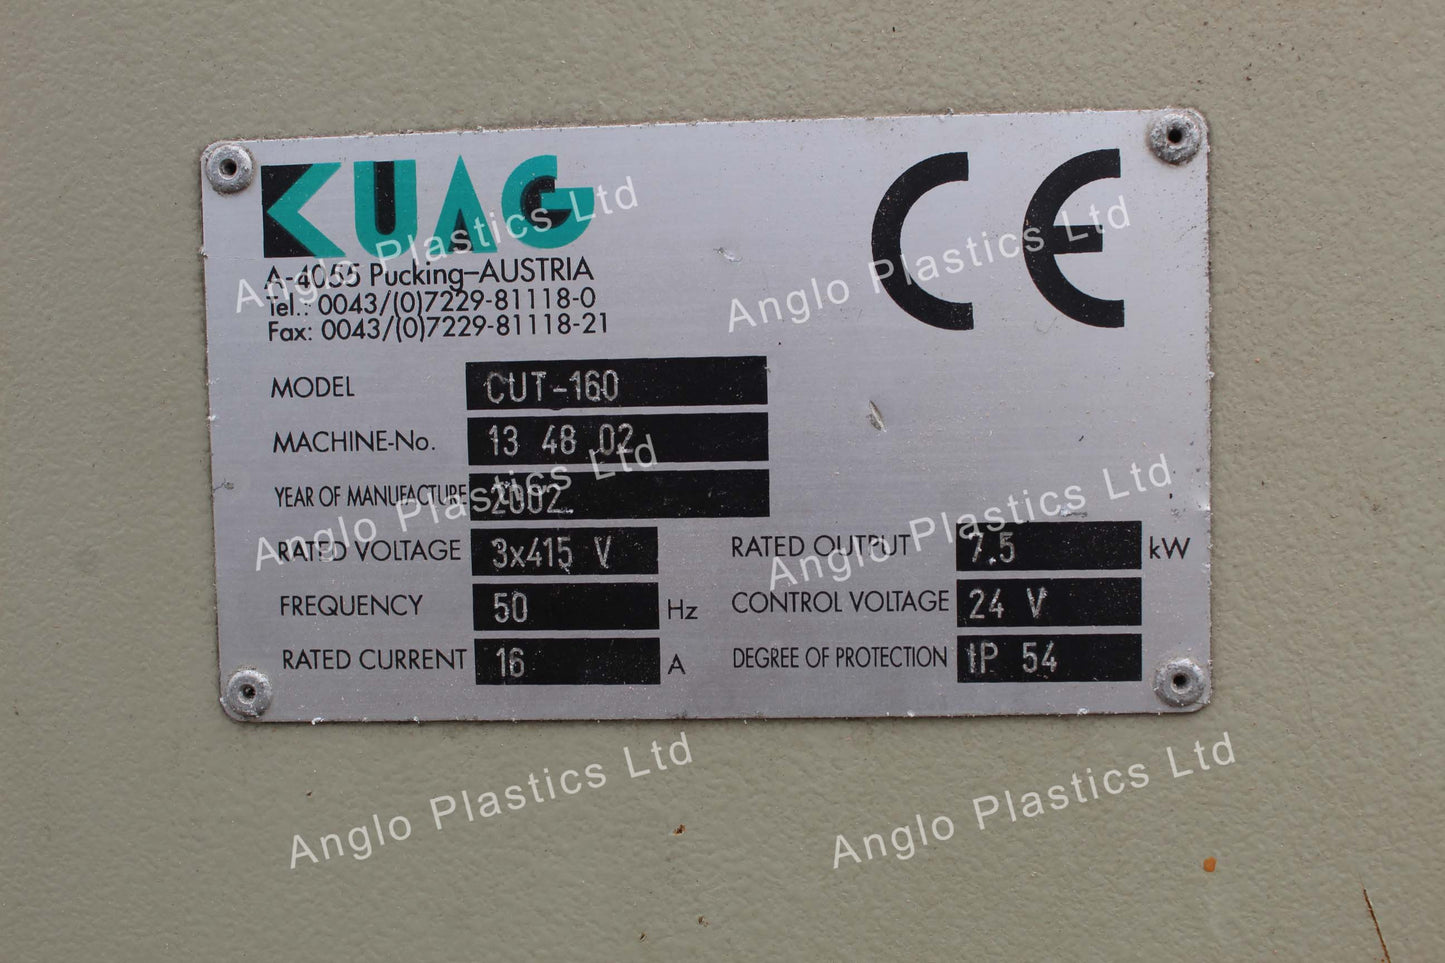 KUAG
CE
A-4055 Pucking–AUSTRIA
Tel.: 0043/(0)7229-81118-0
Fax: 0043/(0)7229-81118-21
MODEL CUT-160
MACHINE-No. 13 48 02
YEAR OF MANUFACTURE 2002
RATED VOLTAGE 3x415 V RATED OUTPUT 7.5 kW
FREQUENCY 50 Hz CONTROL VOLTAGE 24 V
RATED CURRENT 16 A DEGREE OF PROTECTION IP 54
Anglo Plastics Ltd
Anglo Plastics Ltd
Anglo Plastics Ltd
Anglo Plastics Ltd
Anglo Plastics Ltd
Anglo Plastics Ltd